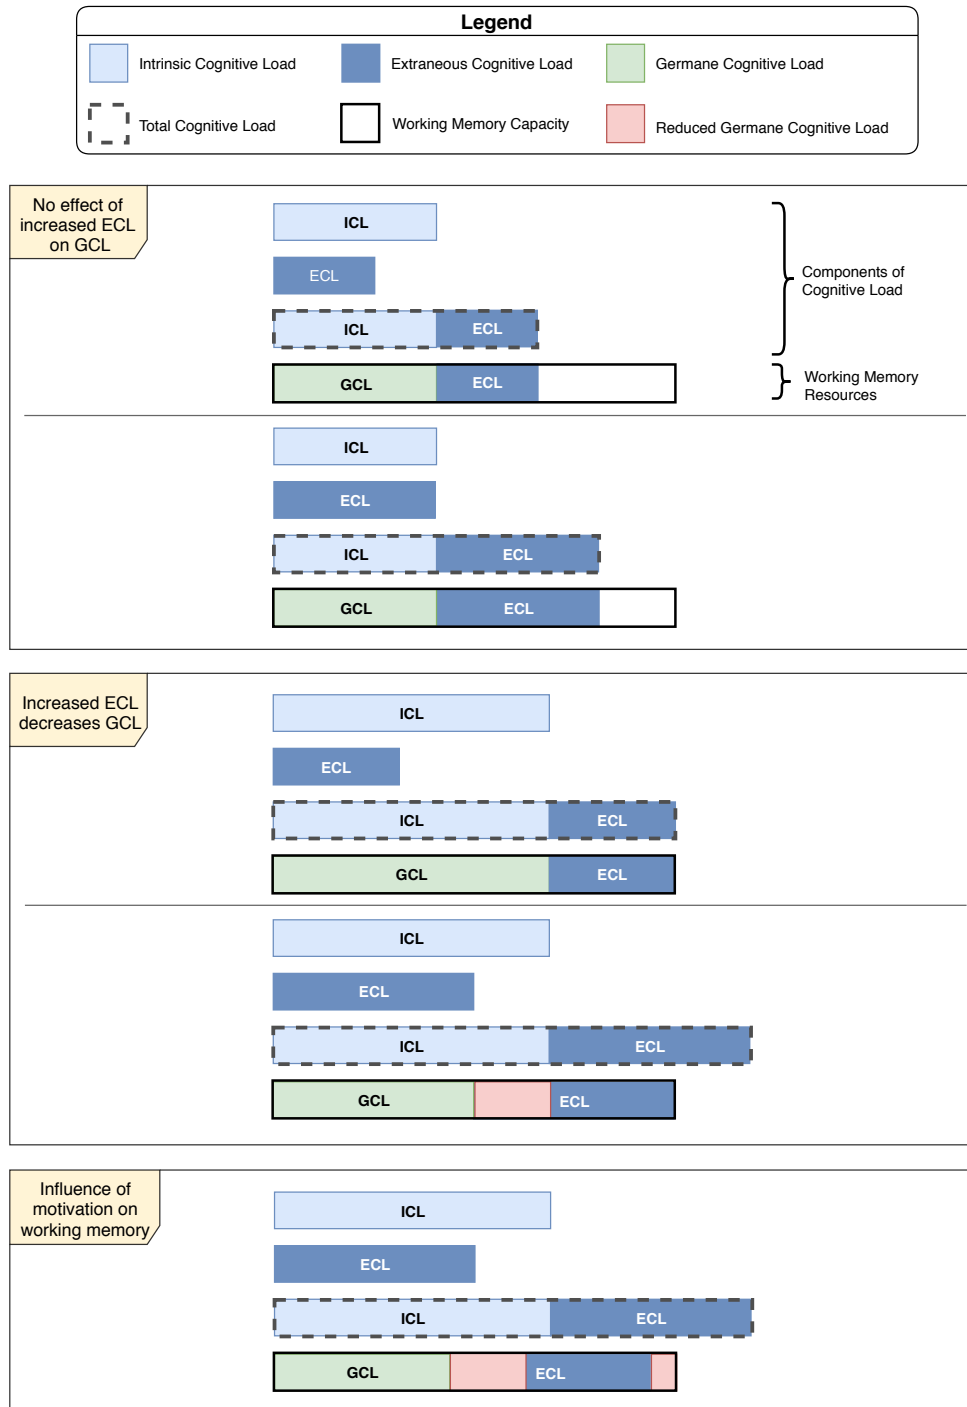 Legend
Intrinsic Cognitive Load
Extraneous Cognitive Load
Germane Cognitive Load
Total Cognitive Load
Working Memory Capacity
Reduced Germane Cognitive Load
No effect of
increased ECL
on GCL
ICL
ECL
ICL ECL
GCL ECL
Components of
Cognitive Load
Working Memory
Resources
ICL
ECL
ICL ECL
GCL ECL
Increased ECL
decreases GCL
ICL
ECL
ICL ECL
GCL ECL
ICL
ECL
ICL ECL
GCL ECL
Influence of
motivation on
working memory
ICL
ECL
ICL ECL
GCL ECL